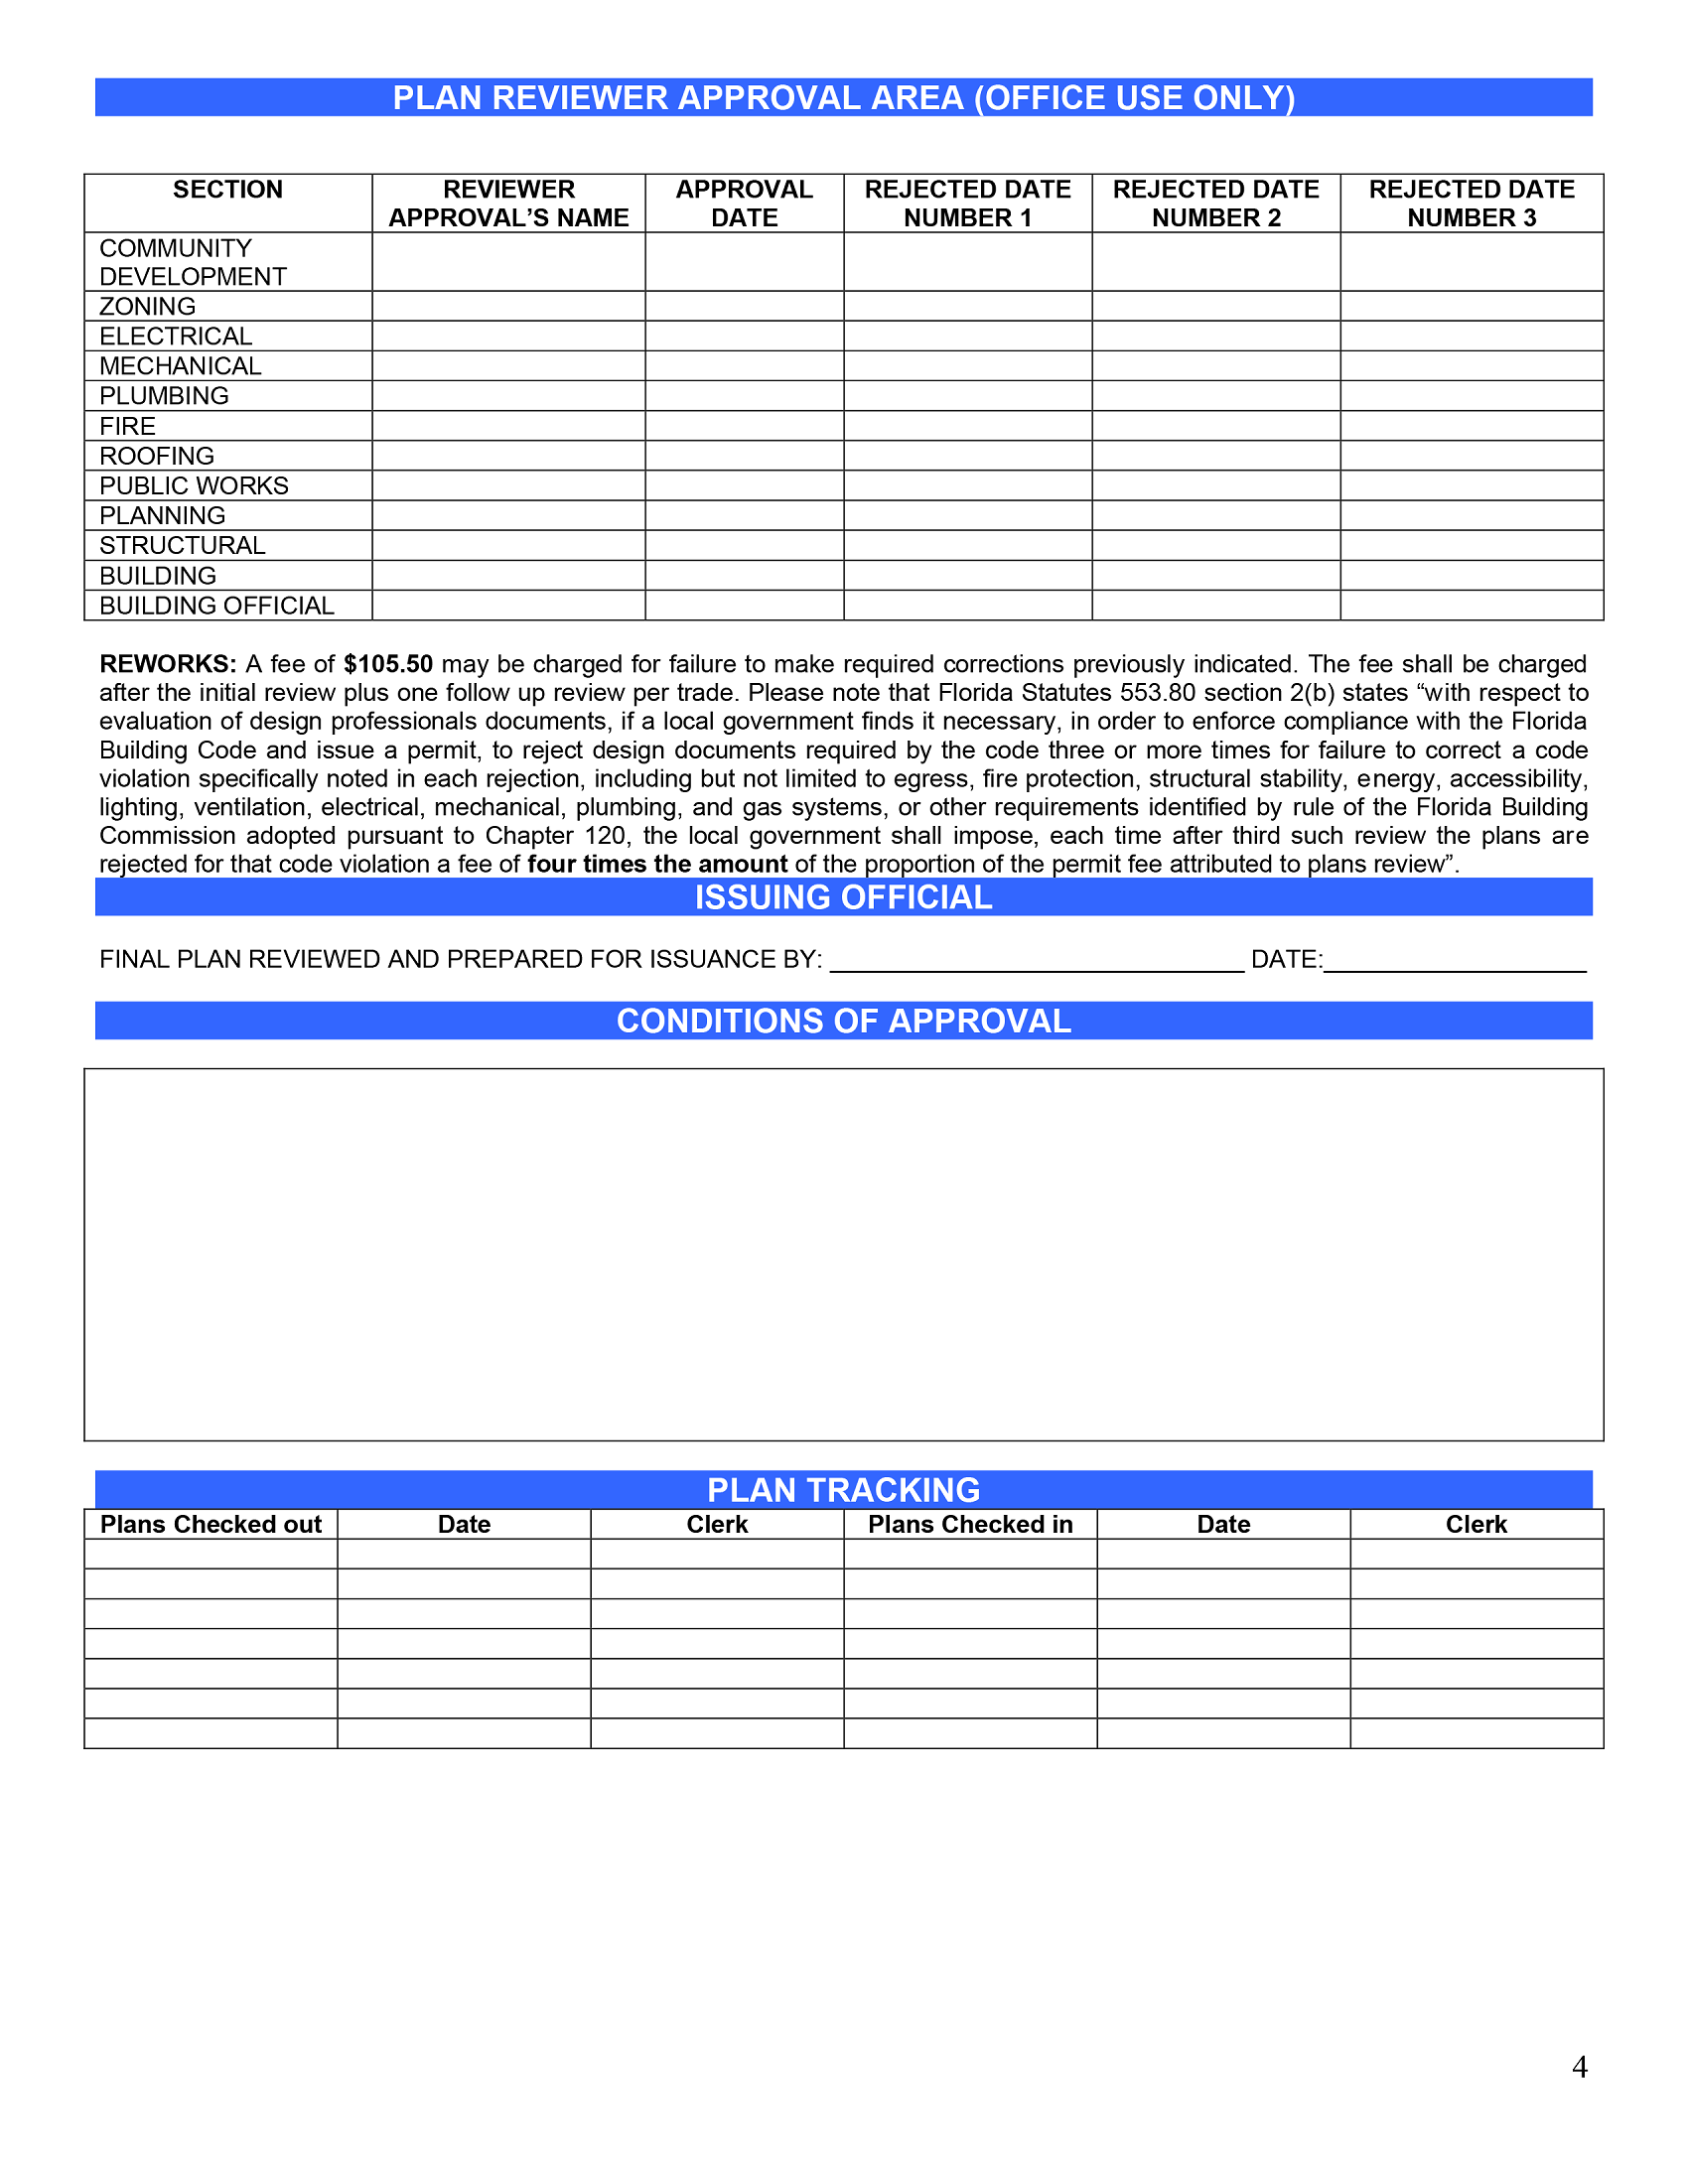 PLAN REVIEWER APPROVAL AREA (OFFICE USE ONLY)
SECTION REVIEWER APPROVAL'S NAME APPROVAL DATE REJECTED DATE NUMBER 1 REJECTED DATE NUMBER 2 REJECTED DATE NUMBER 3
COMMUNITY
DEVELOPMENT
ZONING
ELECTRICAL
MECHANICAL
PLUMBING
FIRE
ROOFING
PUBLIC WORKS
PLANNING
STRUCTURAL
BUILDING
BUILDING OFFICIAL
REWORKS: A fee of $105.50 may be charged for failure to make required corrections previously indicated. The fee shall be charged
after the initial review plus one follow up review per trade. Please note that Florida Statutes 553.80 section 2(b) states “with respect to
evaluation of design professionals documents, if a local government finds it necessary, in order to enforce compliance with the Florida
Building Code and issue a permit, to reject design documents required by the code three or more times for failure to correct a code
violation specifically noted in each rejection, including but not limited to egress, fire protection, structural stability, energy, accessibility,
lighting, ventilation, electrical, mechanical, plumbing, and gas systems, or other requirements identified by rule of the Florida Building
Commission adopted pursuant to Chapter 120, the local government shall impose, each time after third such review the plans are
rejected for that code violation a fee of four times the amount of the proportion of the permit fee attributed to plans review”.
ISSUING OFFICIAL
FINAL PLAN REVIEWED AND PREPARED FOR ISSUANCE BY: DATE:
CONDITIONS OF APPROVAL
PLAN TRACKING
Plans Checked out Date Clerk Plans Checked in Date Clerk
4